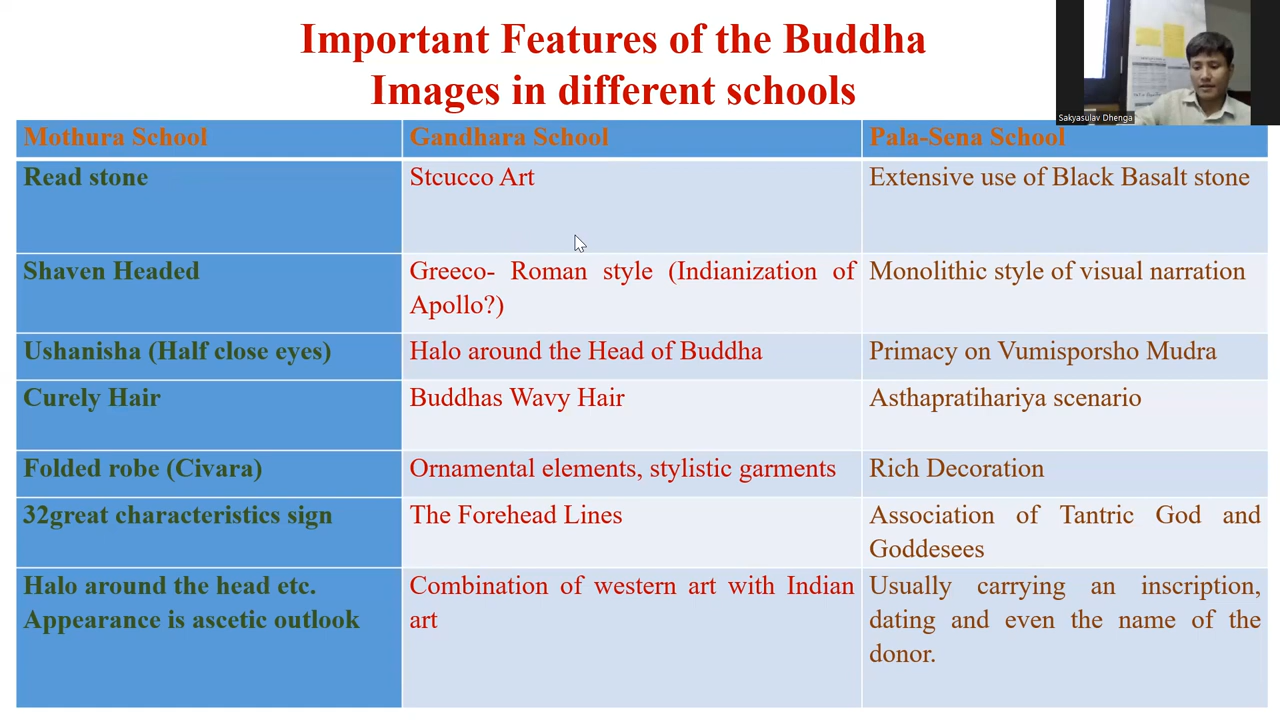 Important Features of the Buddha
Images in different schools
Sakyasulav Dhenga
Mothura School
Gandhara School
Pala-Sena School
Read stone
Stcucco Art
Extensive use of Black Basalt stone
Shaven Headed
Greeco- Roman style (Indianization of
Apollo?)
Monolithic style of visual narration
Ushanisha (Half close eyes)
Halo around the Head of Buddha
Primacy on Vumisporsho Mudra
Curely Hair
Buddhas Wavy Hair
Asthapratihariya scenario
Folded robe (Civara)
Ornamental elements, stylistic garments
Rich Decoration
32great characteristics sign
The Forehead Lines
Association of Tantric God and
Goddesees
Halo around the head etc.
Appearance is ascetic outlook
Combination of western art with Indian
art
Usually carrying an inscription,
dating and even the name of the
donor.